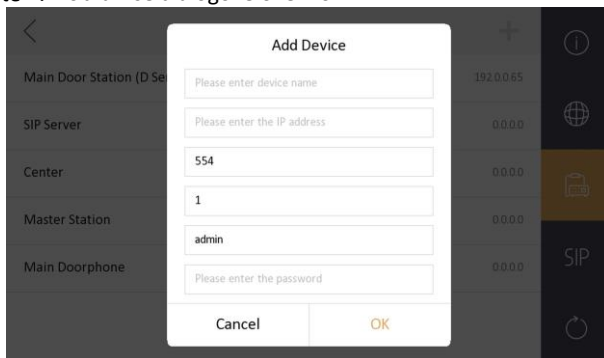 Add Device
Main Door Station (D Se
192.0.0.65
Please enter device name
Please enter the IP address
SIP Server
0.0.0.0
554
Center
0.0.0.0
1
Master Station
0.0.0.0
admin
Main Doorphone
0.0.0.0
SIP
Please enter the password
Cancel
OK